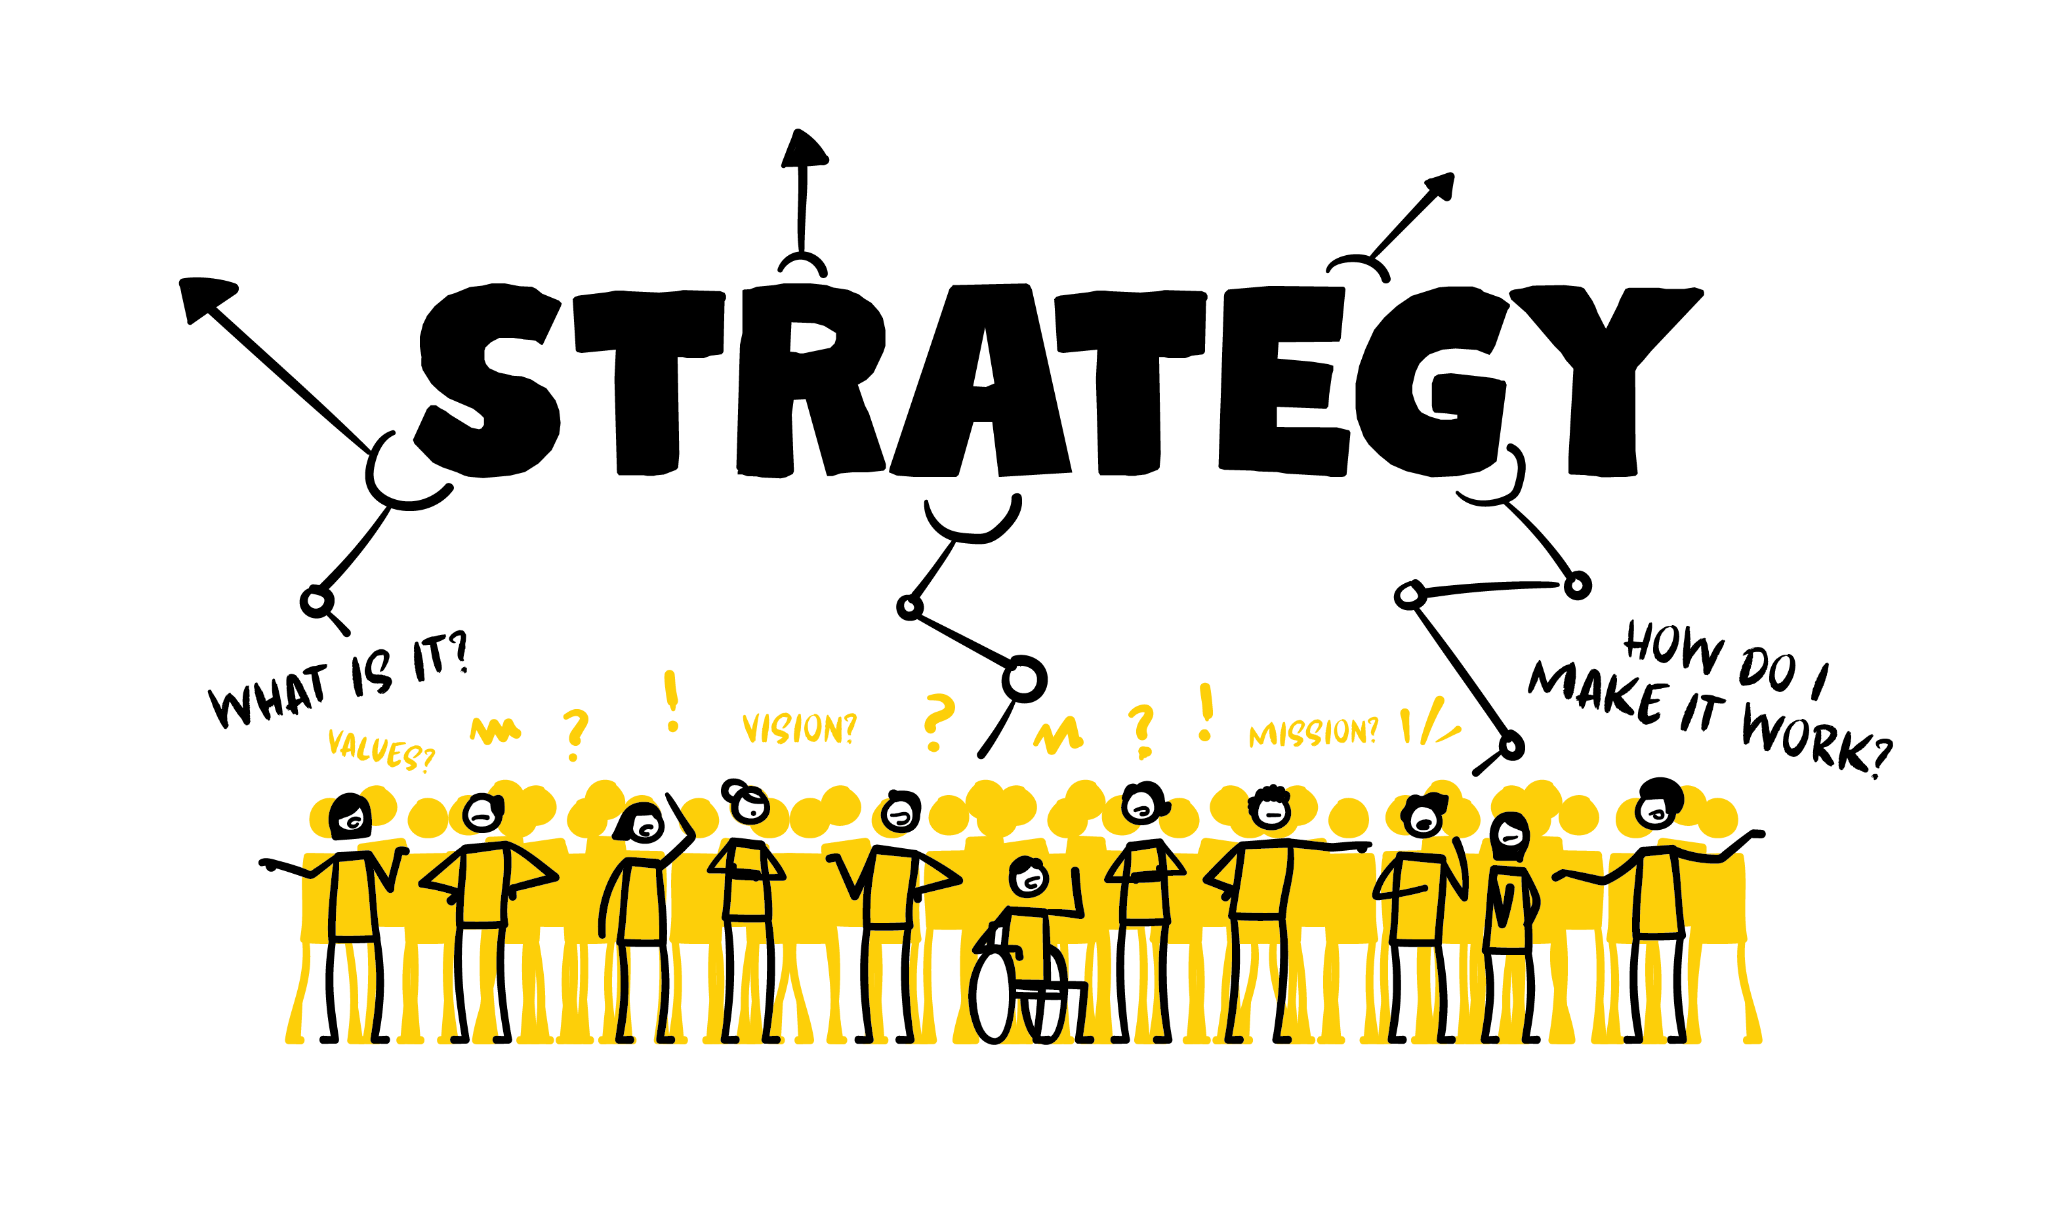 STRATEGY
WHAT IS IT?
HOW DO I
MAKE IT WORK?
VALUES?
?
!
VISION?
?
?
!
MISSION?